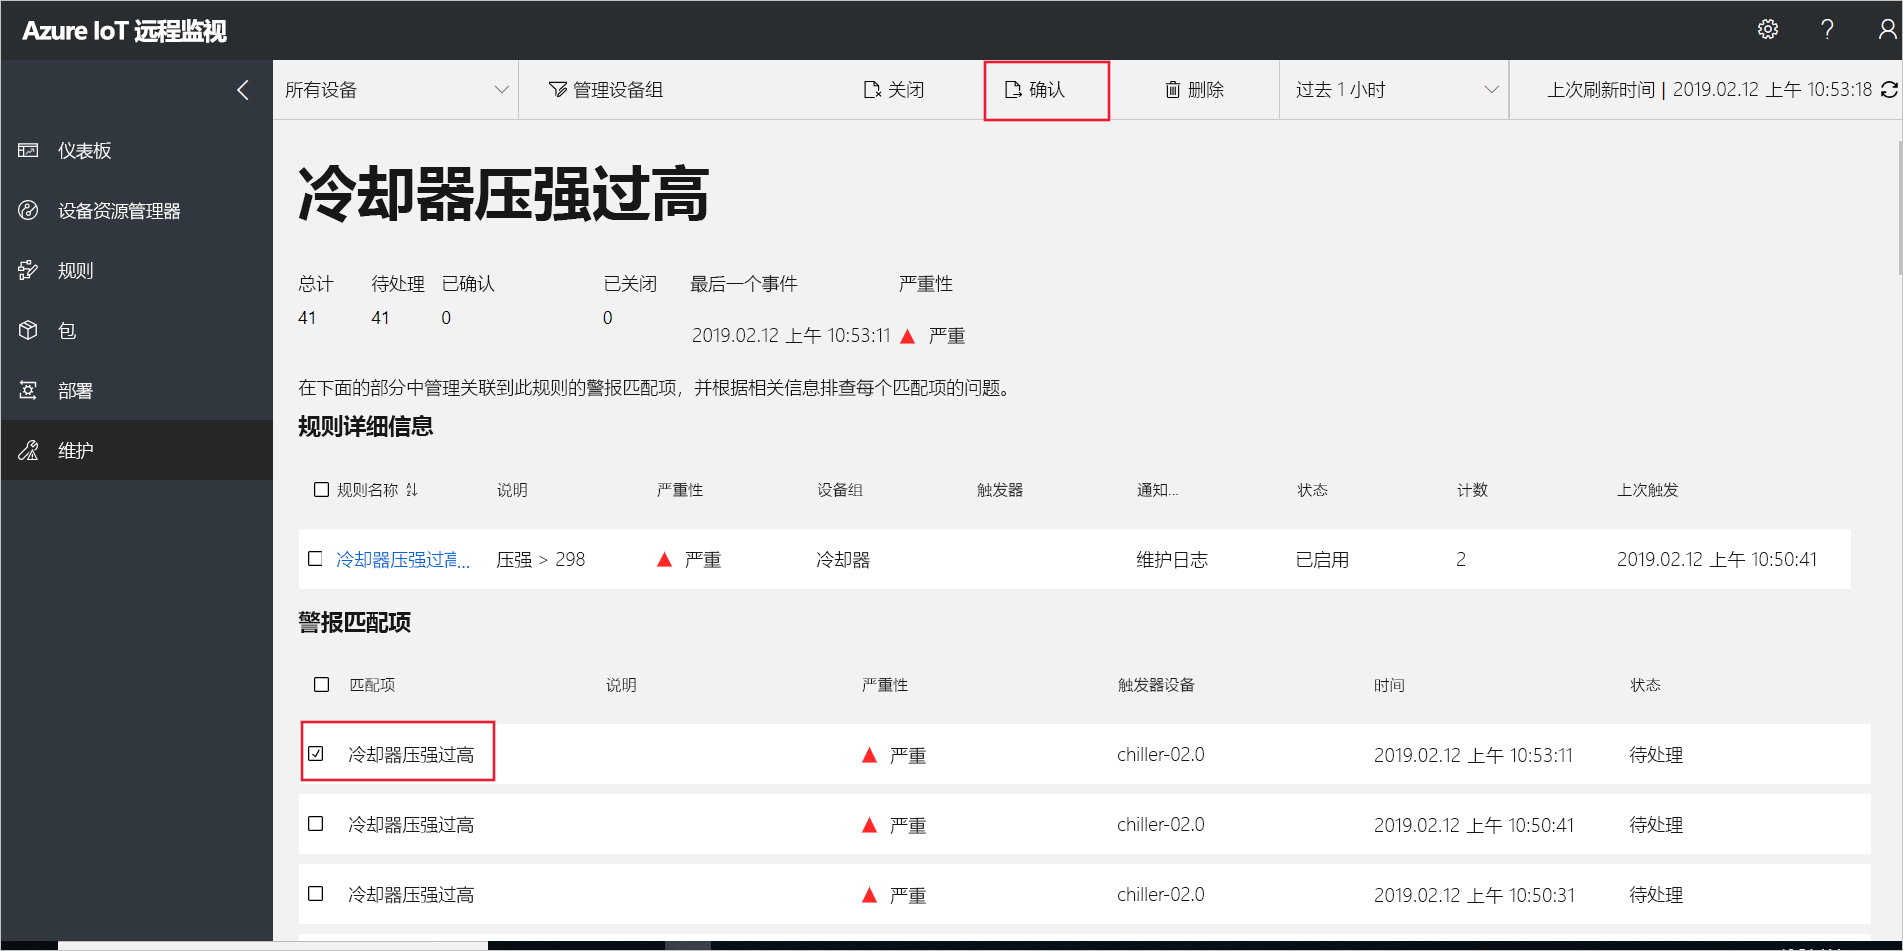 Azure IoT 远程监视
所有设备 管理设备组 关闭 确认 删除 过去 1 小时 上次刷新时间 | 2019.02.12 上午 10:53:18
仪表板
设备资源管理器
规则
包
部署
维护
冷却器压强过高
总计 待处理 已确认 已关闭 最后一个事件 严重性
41 41 0 0
2019.02.12 上午 10:53:11 严重
在下面的部分中管理关联到此规则的警报匹配项，并根据相关信息排查每个匹配项的问题。
规则详细信息
规则名称 说明 严重性 设备组 触发器 通知... 状态 计数 上次触发
冷却器压强过高... 压强 > 298 严重 冷却器 维护日志 已启用 2 2019.02.12 上午 10:50:41
警报匹配项
匹配项 说明 严重性 触发器设备 时间 状态
冷却器压强过高 严重 chiller-02.0 2019.02.12 上午 10:53:11 待处理
冷却器压强过高 严重 chiller-02.0 2019.02.12 上午 10:50:41 待处理
冷却器压强过高 严重 chiller-02.0 2019.02.12 上午 10:50:31 待处理